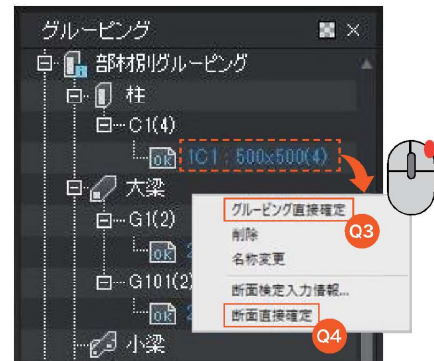 グルーピング
部材別グルーピング
柱
C1(4)
ok 1C1 : 500x500(4)
大梁
G1(2)
ok 2
G101(2)
ok 2
小梁
グルーピング直接確定
Q3
削除
名称変更
断面検定入力情報...
断面直接確定
Q4